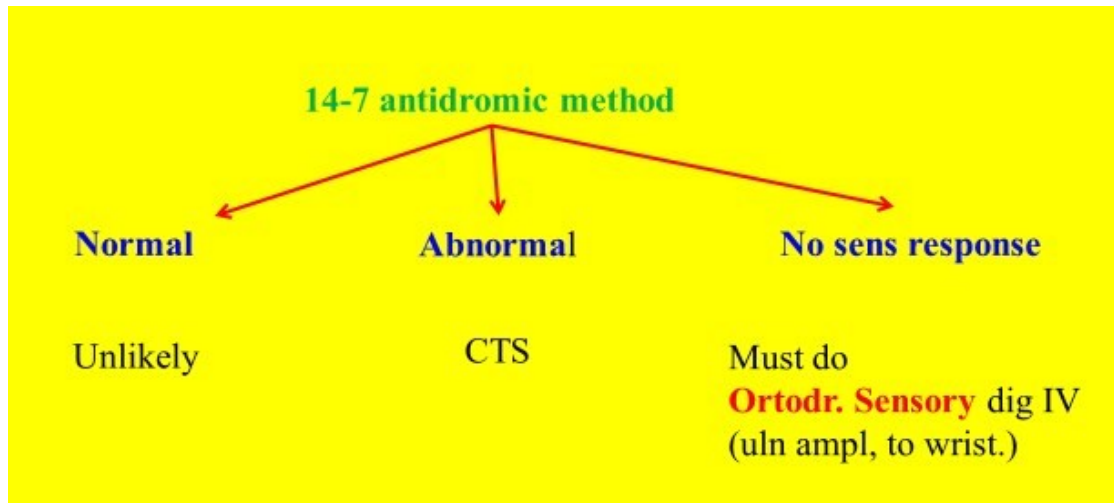 14-7 antidromic method
Normal
Abnormal
No sens response
Unlikely
CTS
Must do
Ortodr. Sensory dig IV
(uln ampl, to wrist.)